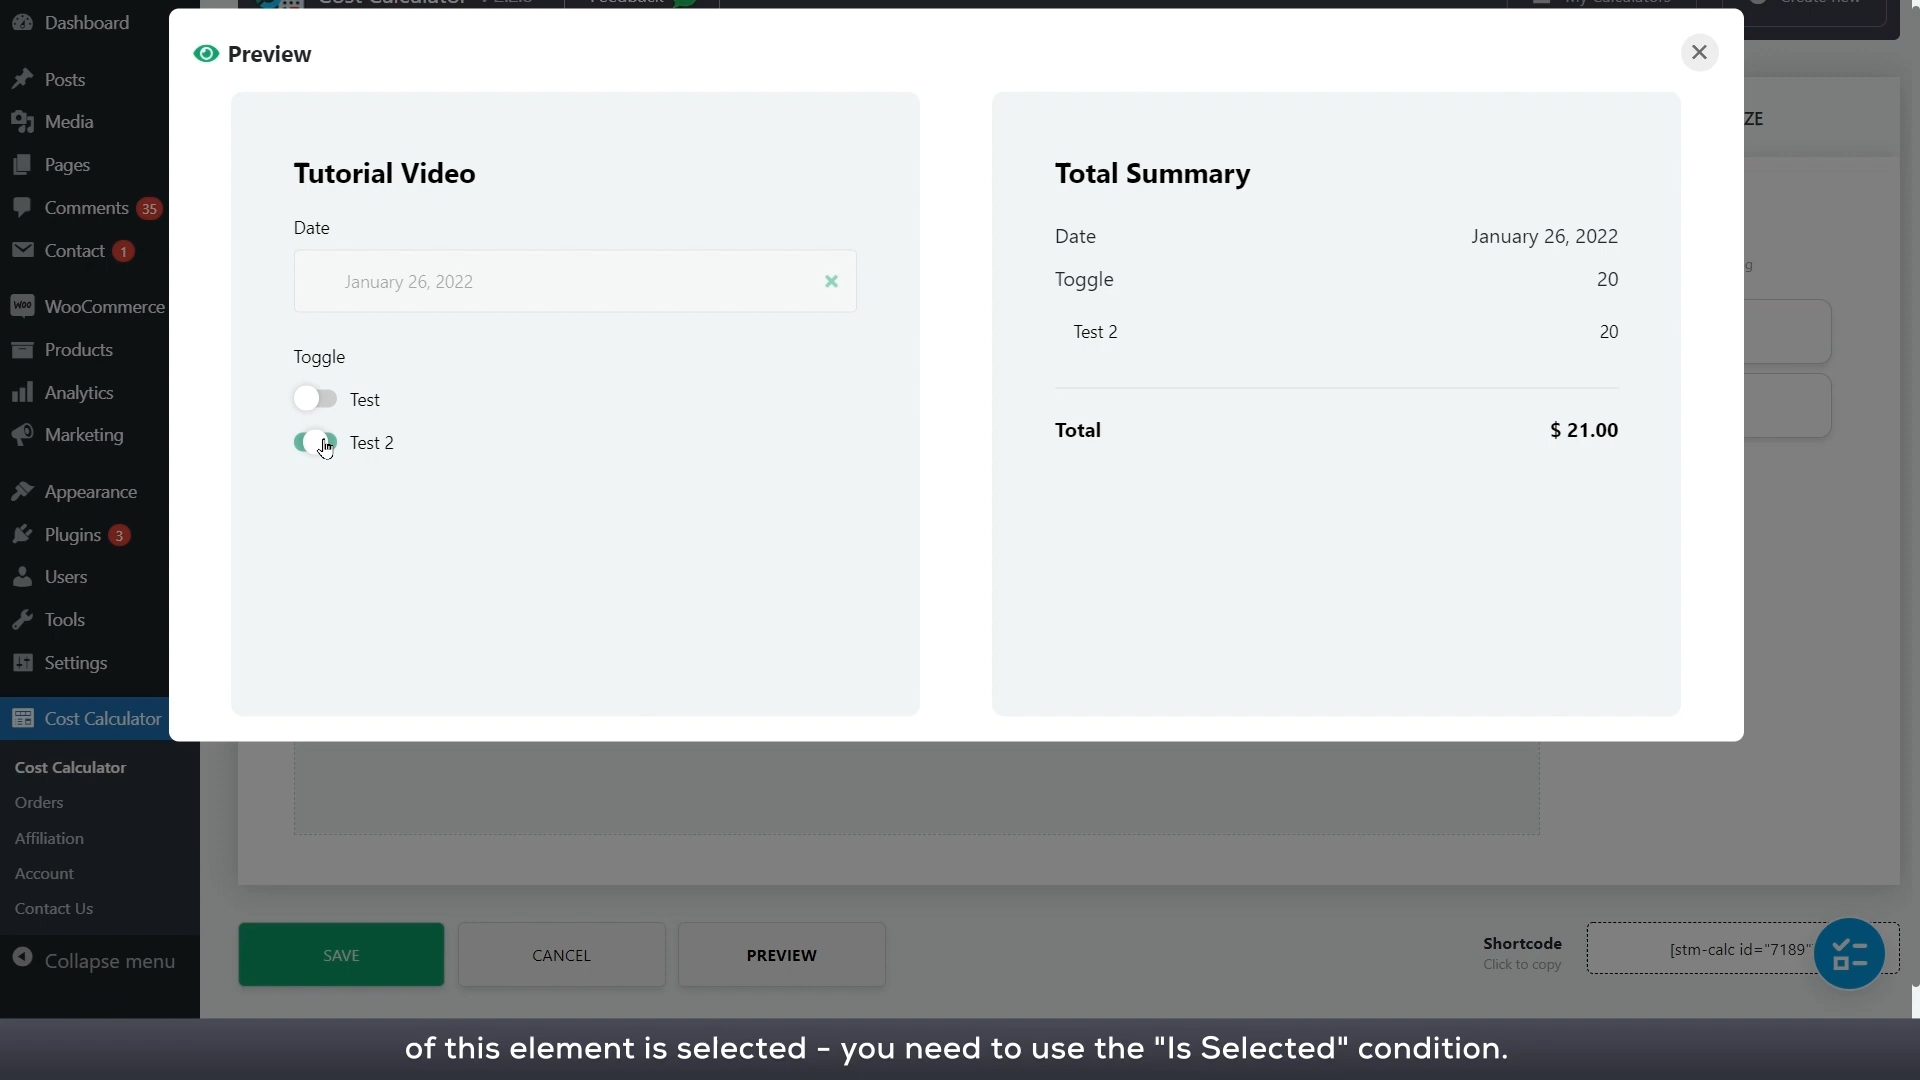 Dashboard
Posts
Media
Pages
Comments 35
Contact 1
WooCommerce
Products
Analytics
Marketing
Appearance
Plugins 3
Users
Tools
Settings
Cost Calculator
Cost Calculator
Orders
Affiliation
Account
Contact Us
Collapse menu
Preview
Tutorial Video
Date
January 26, 2022
Toggle
Test
Test 2
Total Summary
Date January 26, 2022
Toggle 20
Test 2 20
Total $ 21.00
ZE
g
SAVE
CANCEL
PREVIEW
Shortcode
Click to copy
[stm-calc id="7189"
of this element is selected - you need to use the "Is Selected" condition.